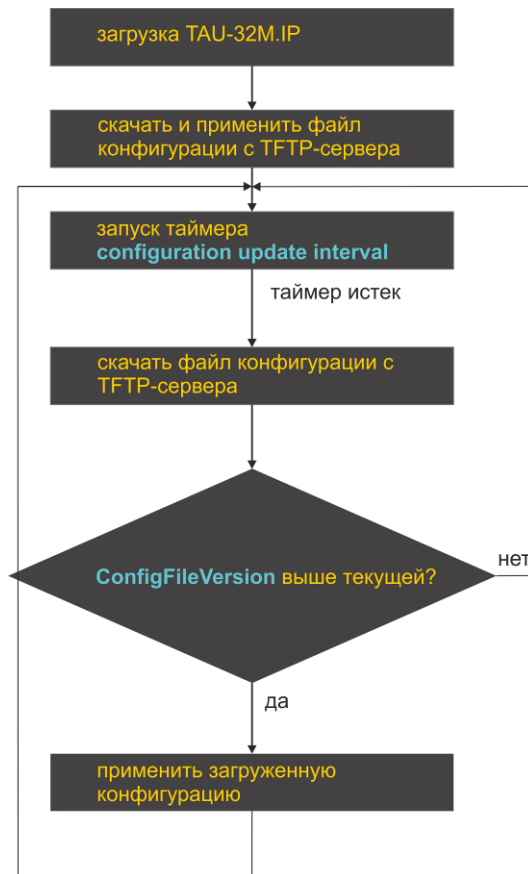 загрузка TAU-32M.IP
скачать и применить файл
конфигурации с TFTP-сервера
запуск таймера
configuration update interval
таймер истек
скачать файл конфигурации с
TFTP-сервера
ConfigFileVersion выше текущей?
нет
да
применить загруженную
конфигурацию